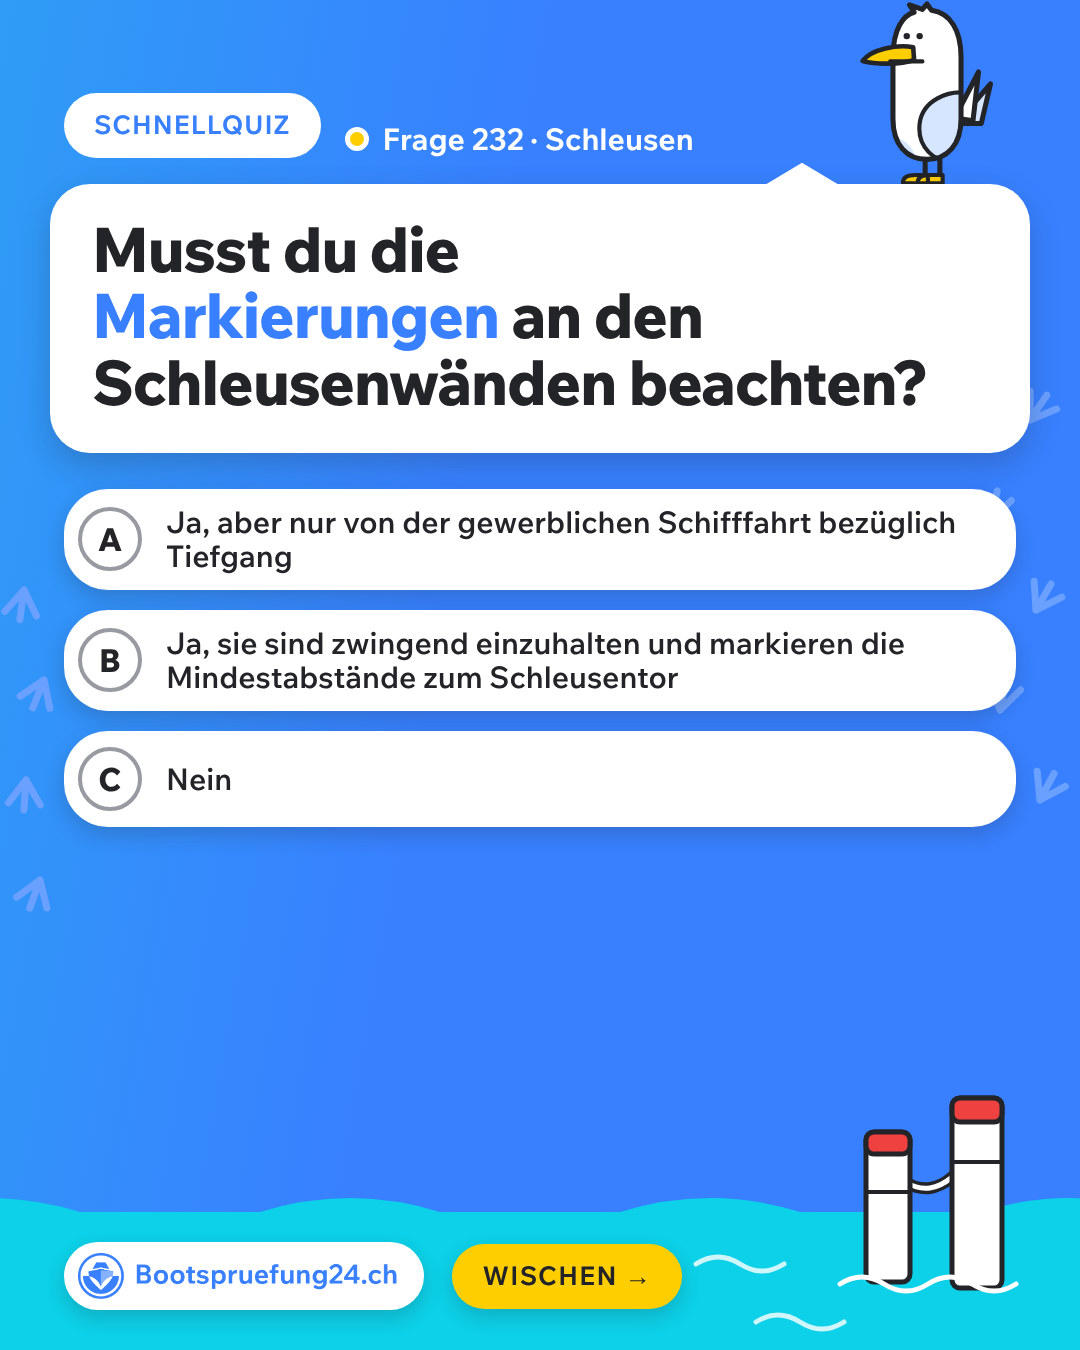 SCHNELLQUIZ
Frage 232 · Schleusen
Musst du die
Markierungen an den
Schleusenwänden beachten?
A
Ja, aber nur von der gewerblichen Schifffahrt bezüglich
Tiefgang
B
Ja, sie sind zwingend einzuhalten und markieren die
Mindestabstände zum Schleusentor
C
Nein
Bootspruefung24.ch
WISCHEN →